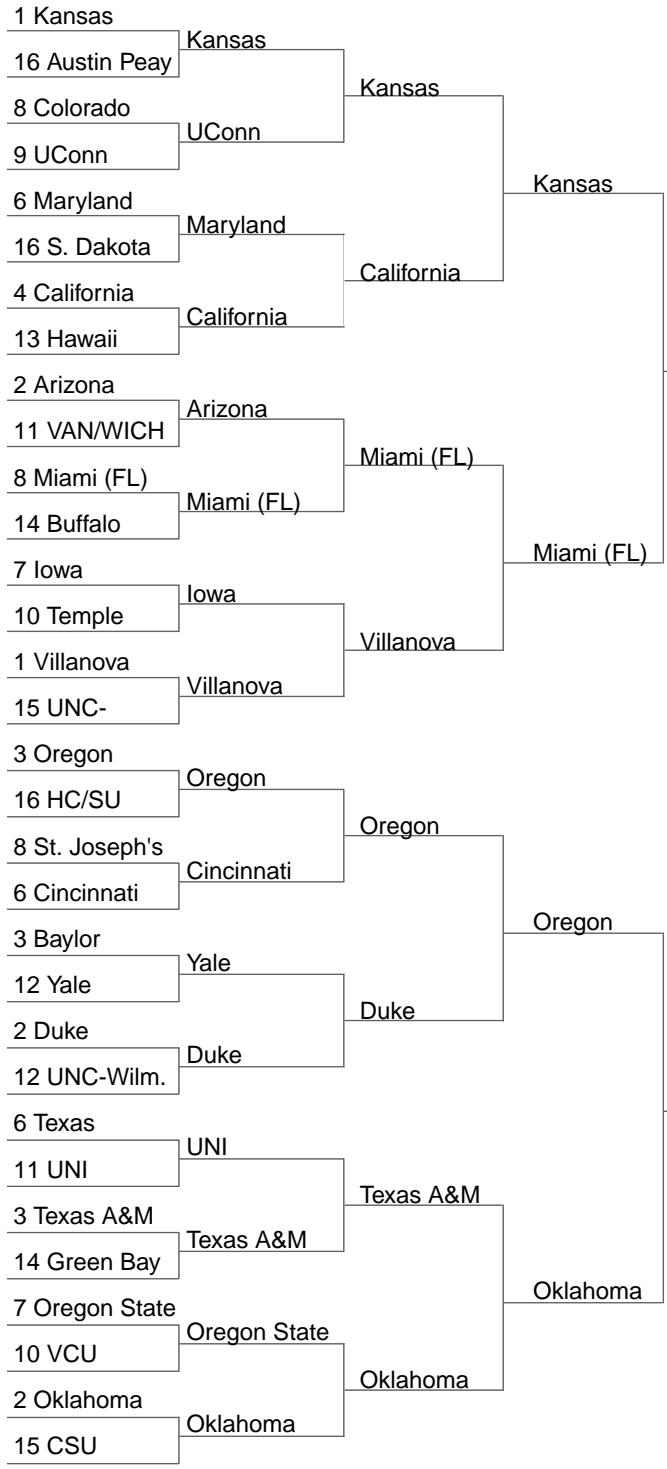 1 Kansas
16 Austin Peay
8 Colorado
9 UConn
6 Maryland
16 S. Dakota
4 California
13 Hawaii
2 Arizona
11 VAN/WICH
8 Miami (FL)
14 Buffalo
7 Iowa
10 Temple
1 Villanova
15 UNC-
3 Oregon
16 HC/SU
8 St. Joseph's
6 Cincinnati
3 Baylor
12 Yale
2 Duke
12 UNC-Wilm.
6 Texas
11 UNI
3 Texas A&M
14 Green Bay
7 Oregon State
10 VCU
2 Oklahoma
15 CSU
Kansas
UConn
Maryland
California
Arizona
Miami (FL)
Iowa
Villanova
Oregon
Cincinnati
Yale
Duke
UNI
Texas A&M
Oregon State
Oklahoma
Kansas
California
Miami (FL)
Villanova
Oregon
Duke
Texas A&M
Oklahoma
Kansas
Miami (FL)
Oregon
Oklahoma